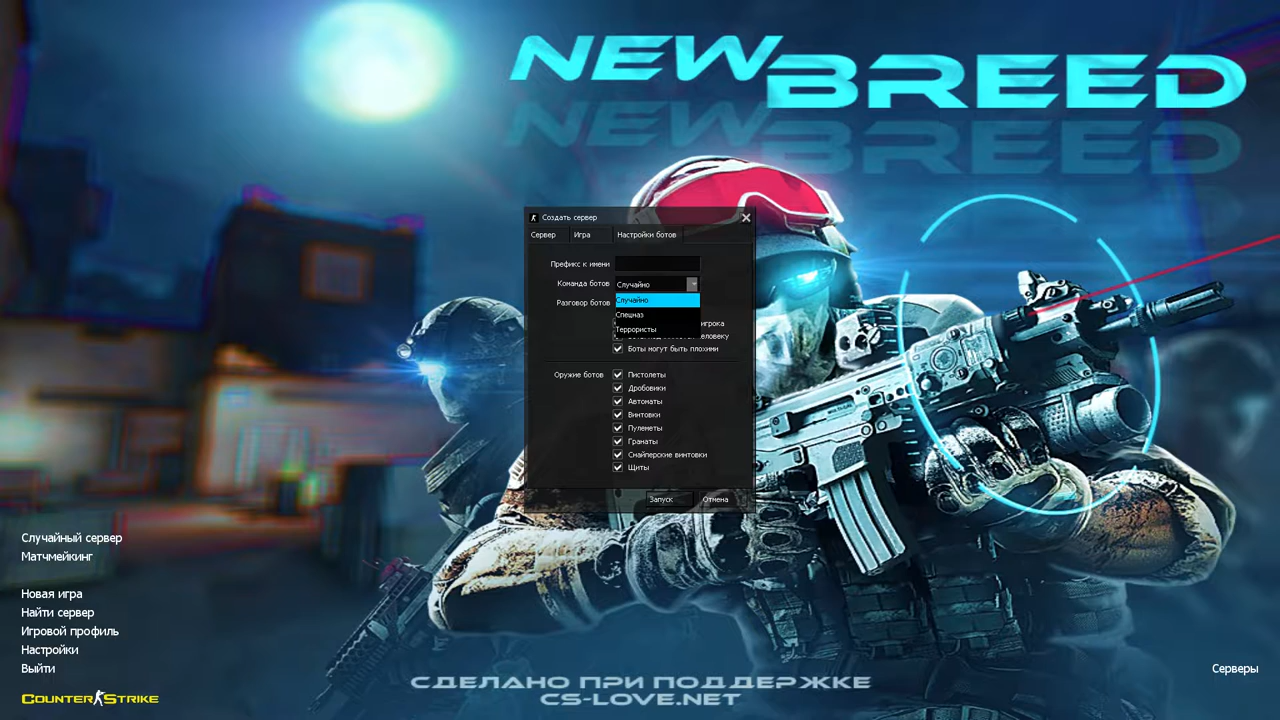 NEW BREED
NEW BREED
Создать сервер
Сервер Игра Настройки ботов
Префикс к имени
Команда ботов Случайно
Случайно
Разговор ботов
Спецназ
игрока
Террористы
человеку
Боты могут быть плохими
Оружие ботов Пистолеты
Дробовики
Автоматы
Винтовки
Пулеметы
Гранаты
Снайперские винтовки
Щиты
Запуск Отмена
Случайный сервер
Матчмейкинг
Новая игра
Найти сервер
Игровой профиль
Настройки
Выйти
Серверы
COUNTER STRIKE
СДЕЛАНО ПРИ ПОДДЕРЖКЕ
CS-LOVE.NET